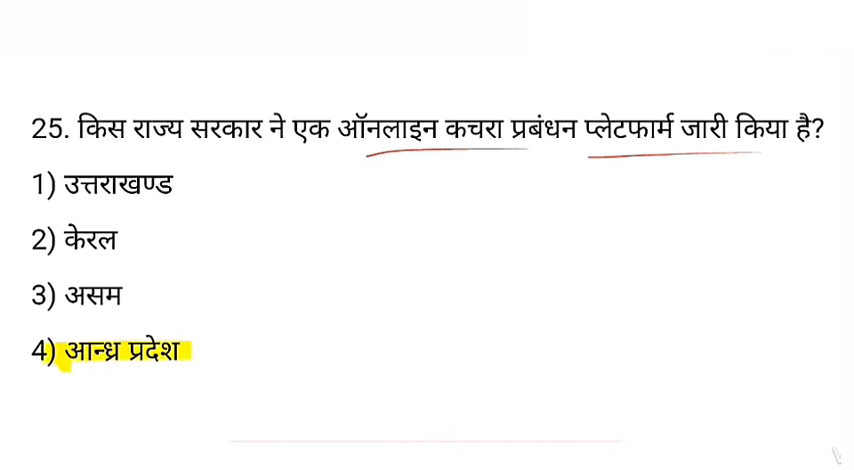 25. किस राज्य सरकार ने एक ऑनलाइन कचरा प्रबंधन प्लेटफार्म जारी किया है?
1) उत्तराखण्ड
2) केरल
3) असम
4) आन्ध्र प्रदेश